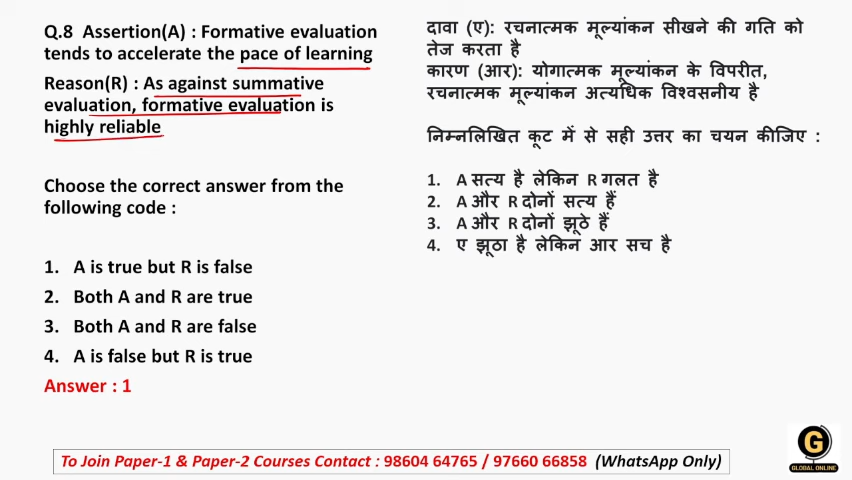 Q.8 Assertion(A) : Formative evaluation
tends to accelerate the pace of learning
Reason(R) : As against summative
evaluation, formative evaluation is
highly reliable
Choose the correct answer from the
following code :
1. A is true but R is false
2. Both A and R are true
3. Both A and R are false
4. A is false but R is true
Answer : 1
दावा (ए): रचनात्मक मूल्यांकन सीखने की गति को
तेज करता है
कारण (आर): योगात्मक मूल्यांकन के विपरीत,
रचनात्मक मूल्यांकन अत्यधिक विश्वसनीय है
निम्नलिखित कूट में से सही उत्तर का चयन कीजिए :
1. A सत्य है लेकिन R गलत है
2. A और R दोनों सत्य हैं
3. A और R दोनों झूठे हैं
4. ए झूठा है लेकिन आर सच है
To Join Paper-1 & Paper-2 Courses Contact : 98604 64765 / 97660 66858 (WhatsApp Only)
G
GLOBAL ONLINE